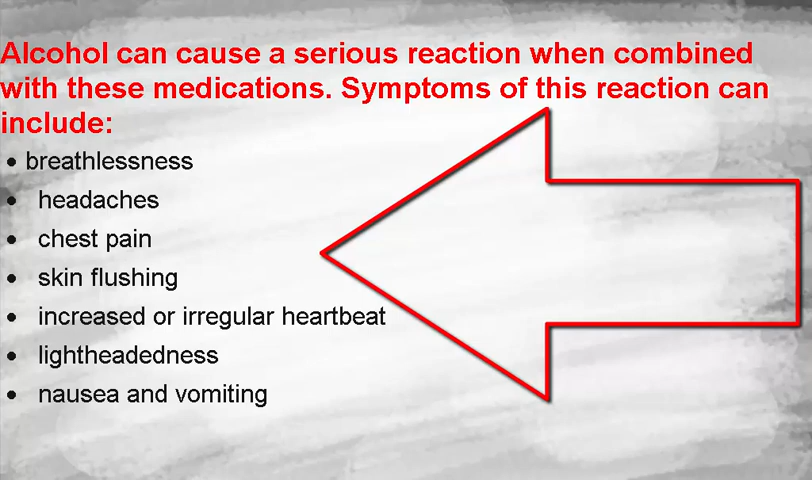 Alcohol can cause a serious reaction when combined
with these medications. Symptoms of this reaction can
include:
• breathlessness
• headaches
• chest pain
• skin flushing
• increased or irregular heartbeat
• lightheadedness
• nausea and vomiting